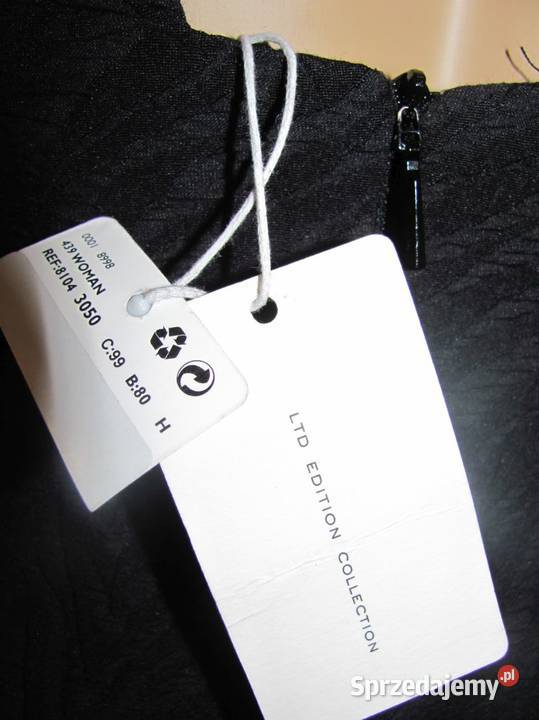 0001 8998
439 WOMAN
REF:8104 3050 C:99 B:80 H
LTD EDITION COLLECTION
Sprzedajemy.pl